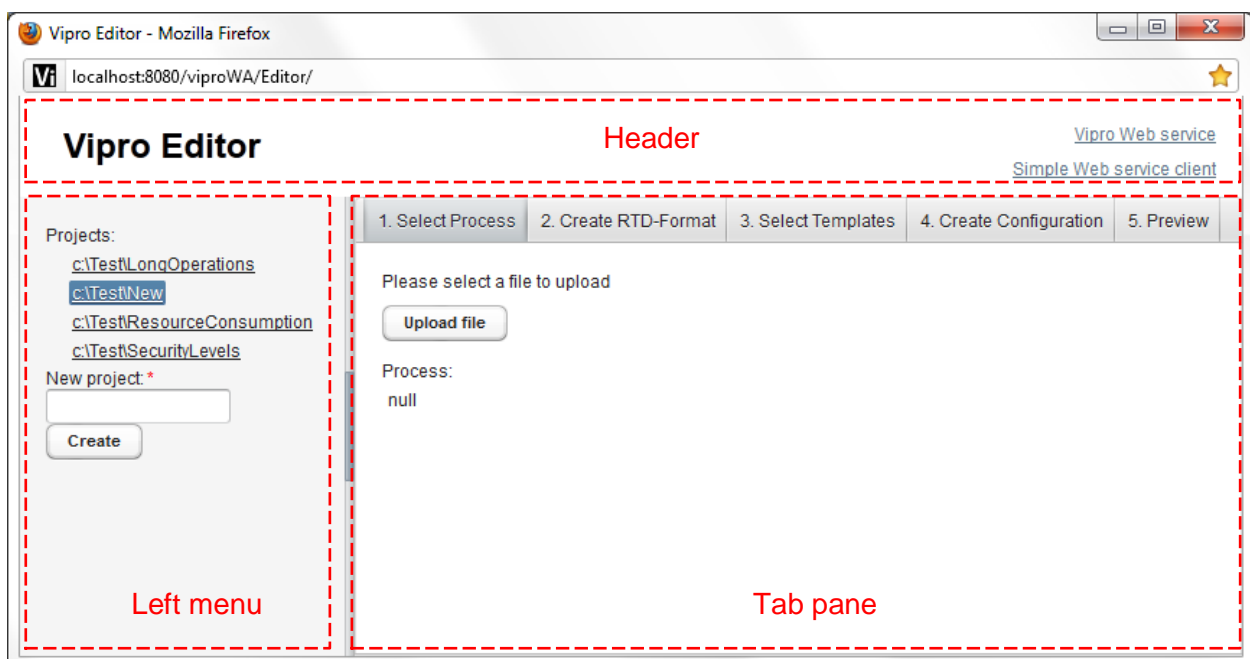 Vipro Editor - Mozilla Firefox
Vi localhost:8080/viproWA/Editor/
Vipro Editor
Header
Vipro Web service
Simple Web service client
Projects:
c:\Test\LongOperations
c:\Test\New
c:\Test\ResourceConsumption
c:\Test\SecurityLevels
New project: *
Create
Left menu
1. Select Process 2. Create RTD-Format 3. Select Templates 4. Create Configuration 5. Preview
Please select a file to upload
Upload file
Process:
null
Tab pane